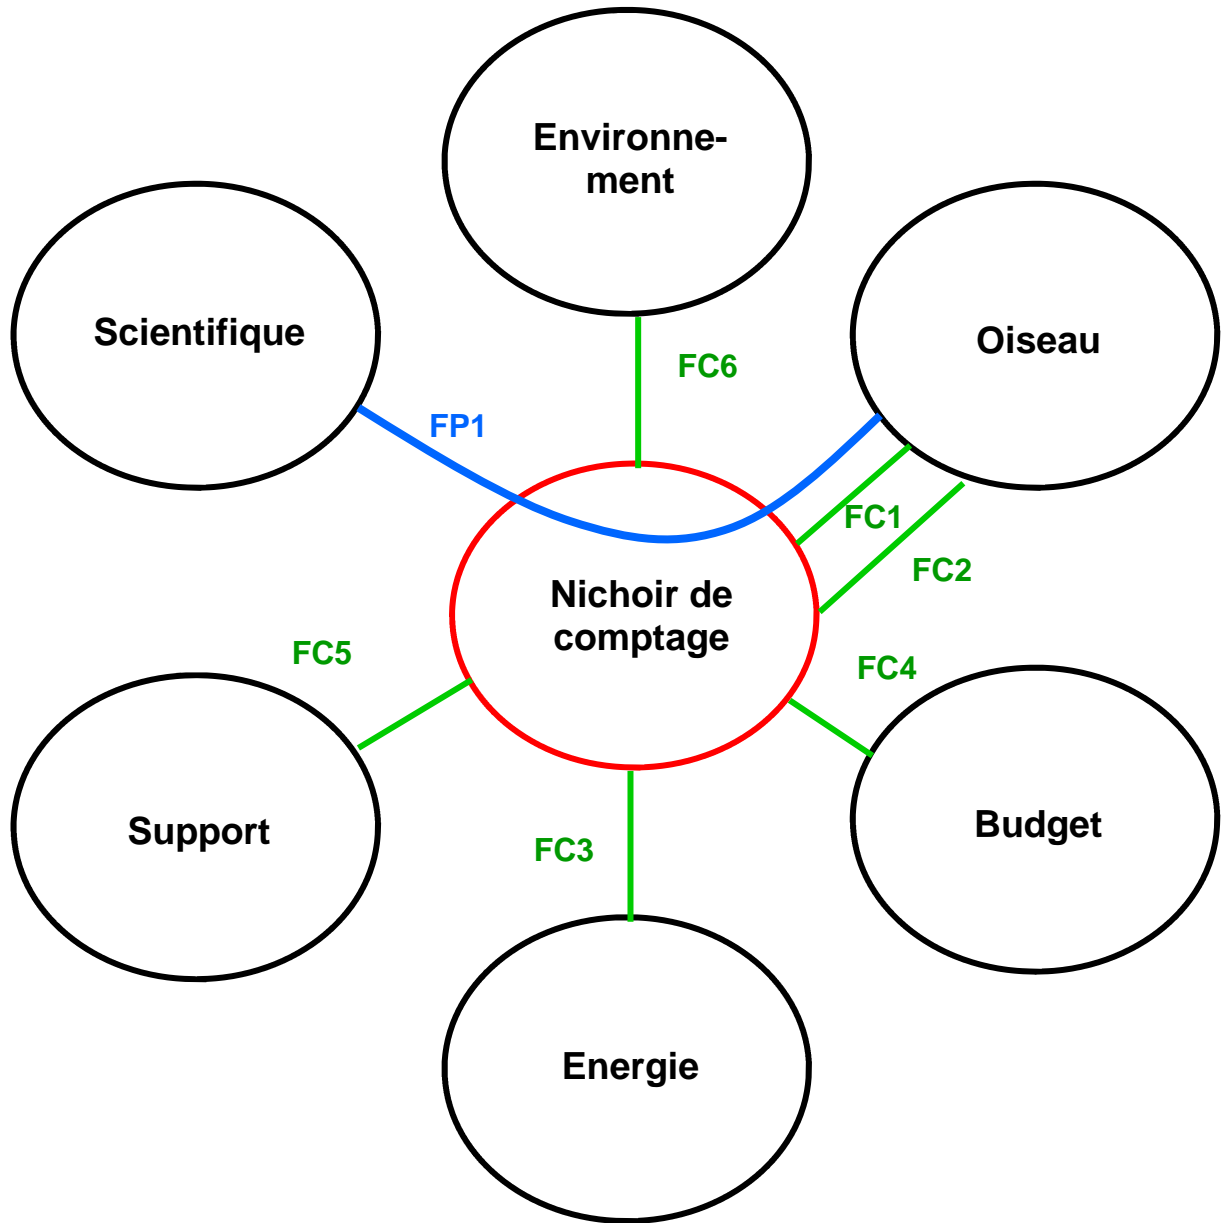 Environne-
ment
Scientifique
Oiseau
FC6
FP1
FC1
FC2
Nichoir de
comptage
FC5
FC4
Support
Budget
FC3
Energie